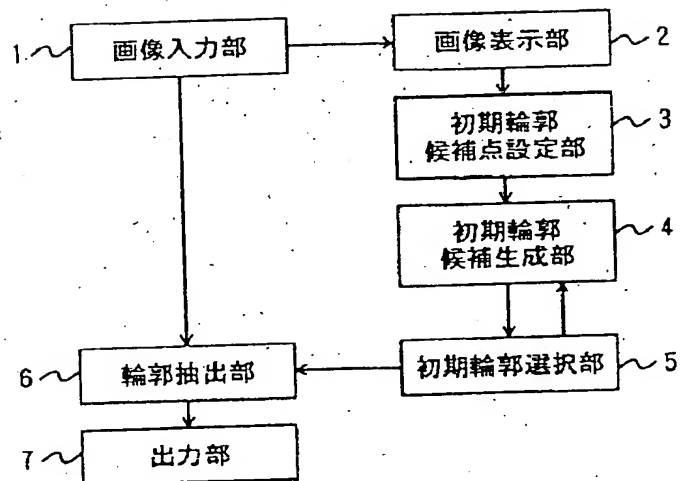 1
画像入力部
画像表示部
2
初期輪郭
候補点設定部
3
初期輪郭
候補生成部
4
6
輪郭抽出部
初期輪郭選択部
5
7
出力部